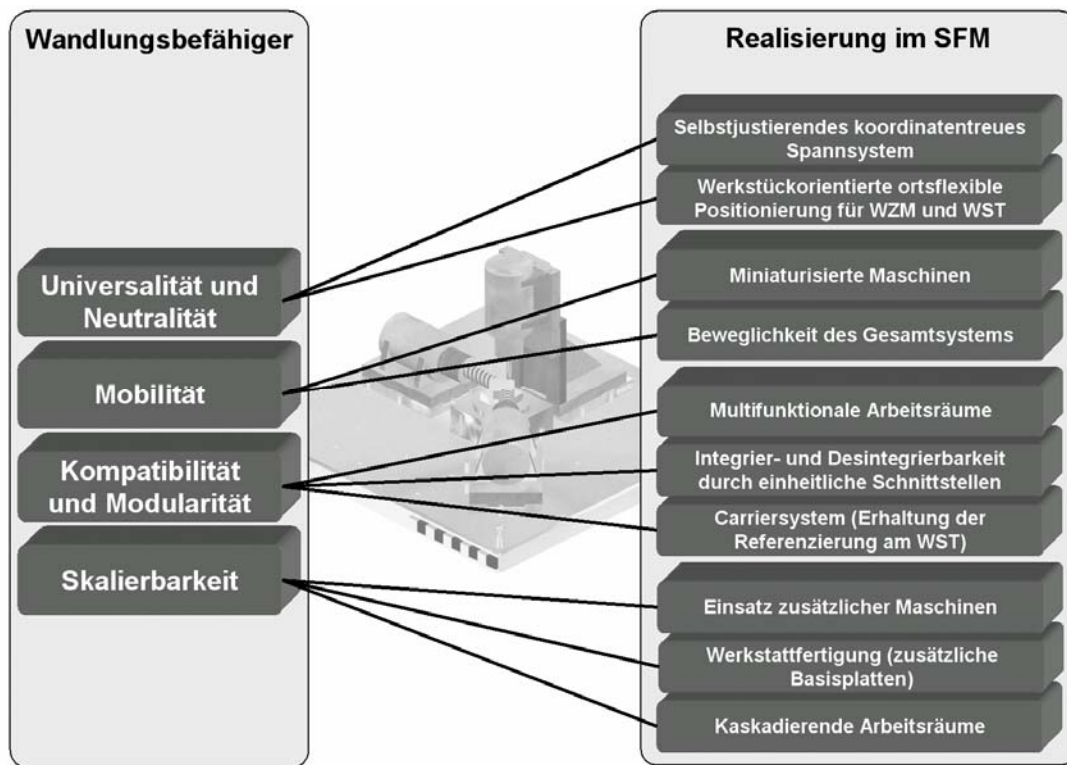 Wandlungsbefähiger
Universalität und
Neutralität
Mobilität
Kompatibilität
und Modularität
Skalierbarkeit
Realisierung im SFM
Selbstjustierendes koordinatentreues
Spannsystem
Werkstückorientierte ortsflexible
Positionierung für WZM und WST
Miniaturisierte Maschinen
Beweglichkeit des Gesamtsystems
Multifunktionale Arbeitsräume
Integrier- und Desintegrierbarkeit
durch einheitliche Schnittstellen
Carriersystem (Erhaltung der
Referenzierung am WST)
Einsatz zusätzlicher Maschinen
Werkstattfertigung (zusätzliche
Basisplatten)
Kaskadierende Arbeitsräume